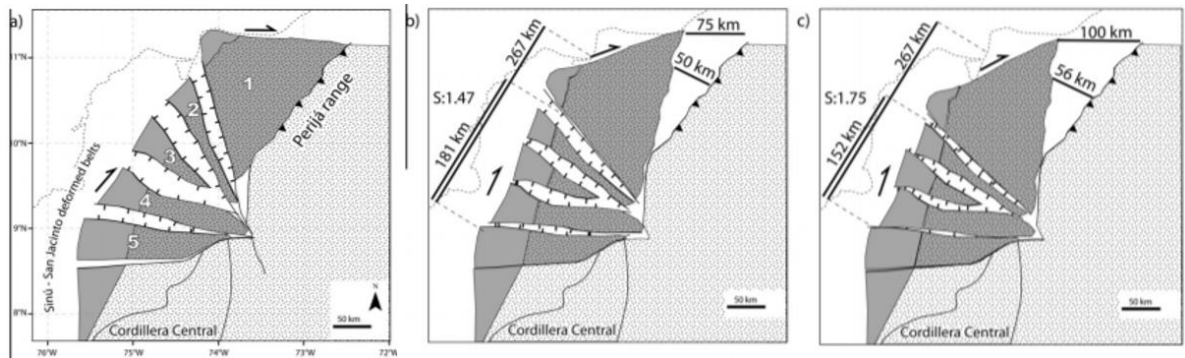 a)
11°N
10°N
9°N
8°N
76°W
75°W
74°W
73°W
72°W
1
2
3
4
5
Perijá range
Sinú - San Jacinto deformed belts
Cordillera Central
N
50 km
b)
75 km
50 km
267 km
S:1.47
181 km
Cordillera Central
50 km
c)
100 km
56 km
267 km
S:1.75
152 km
Cordillera Central
50 km